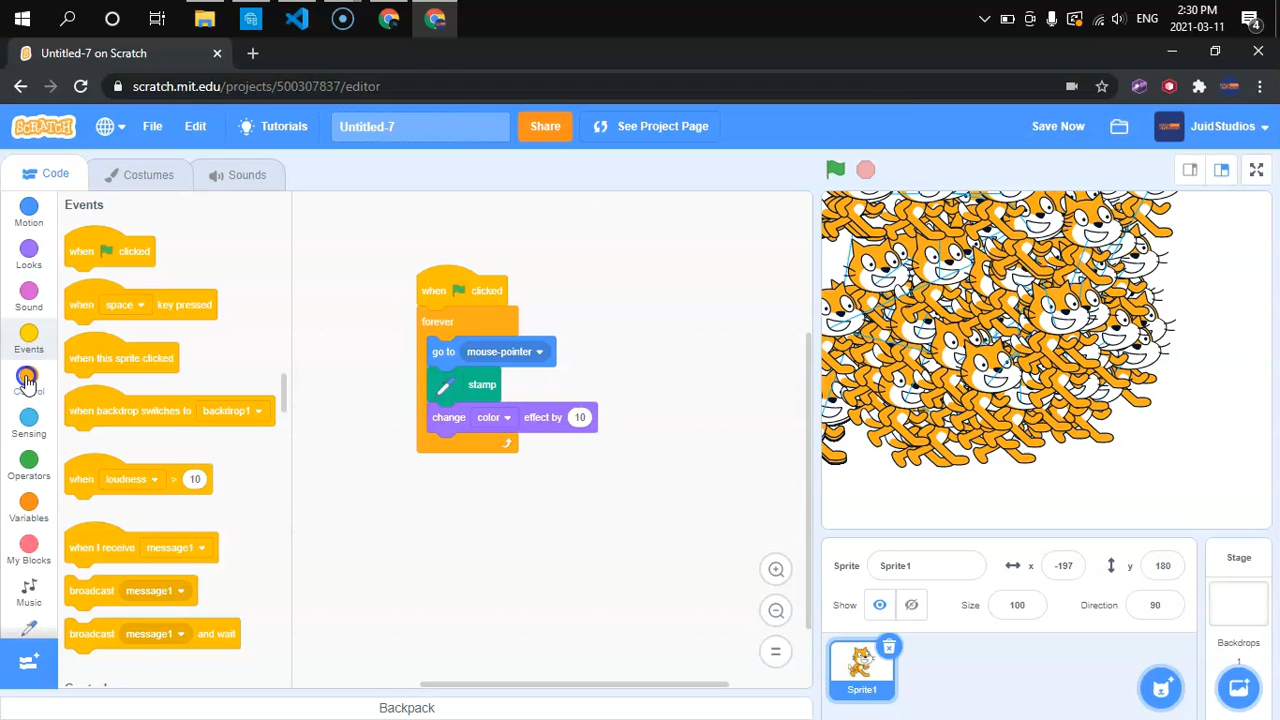 2:30 PM
ENG
2021-03-11
4
Untitled-7 on Scratch
scratch.mit.edu/projects/500307837/editor
SCRATCH
File Edit Tutorials Untitled-7 Share See Project Page Save Now JuidStudios
Code Costumes Sounds
Motion
Looks
Sound
Events
Control
Sensing
Operators
Variables
My Blocks
Music
Events
when clicked
when space key pressed
when this sprite clicked
when backdrop switches to backdrop1
when loudness > 10
when I receive message1
broadcast message1
broadcast message1 and wait
when clicked
forever
go to mouse-pointer
stamp
change color effect by 10
Sprite Sprite1 x -197 y 180
Show Size 100 Direction 90
Sprite1
Stage
Backdrops
1
Backpack